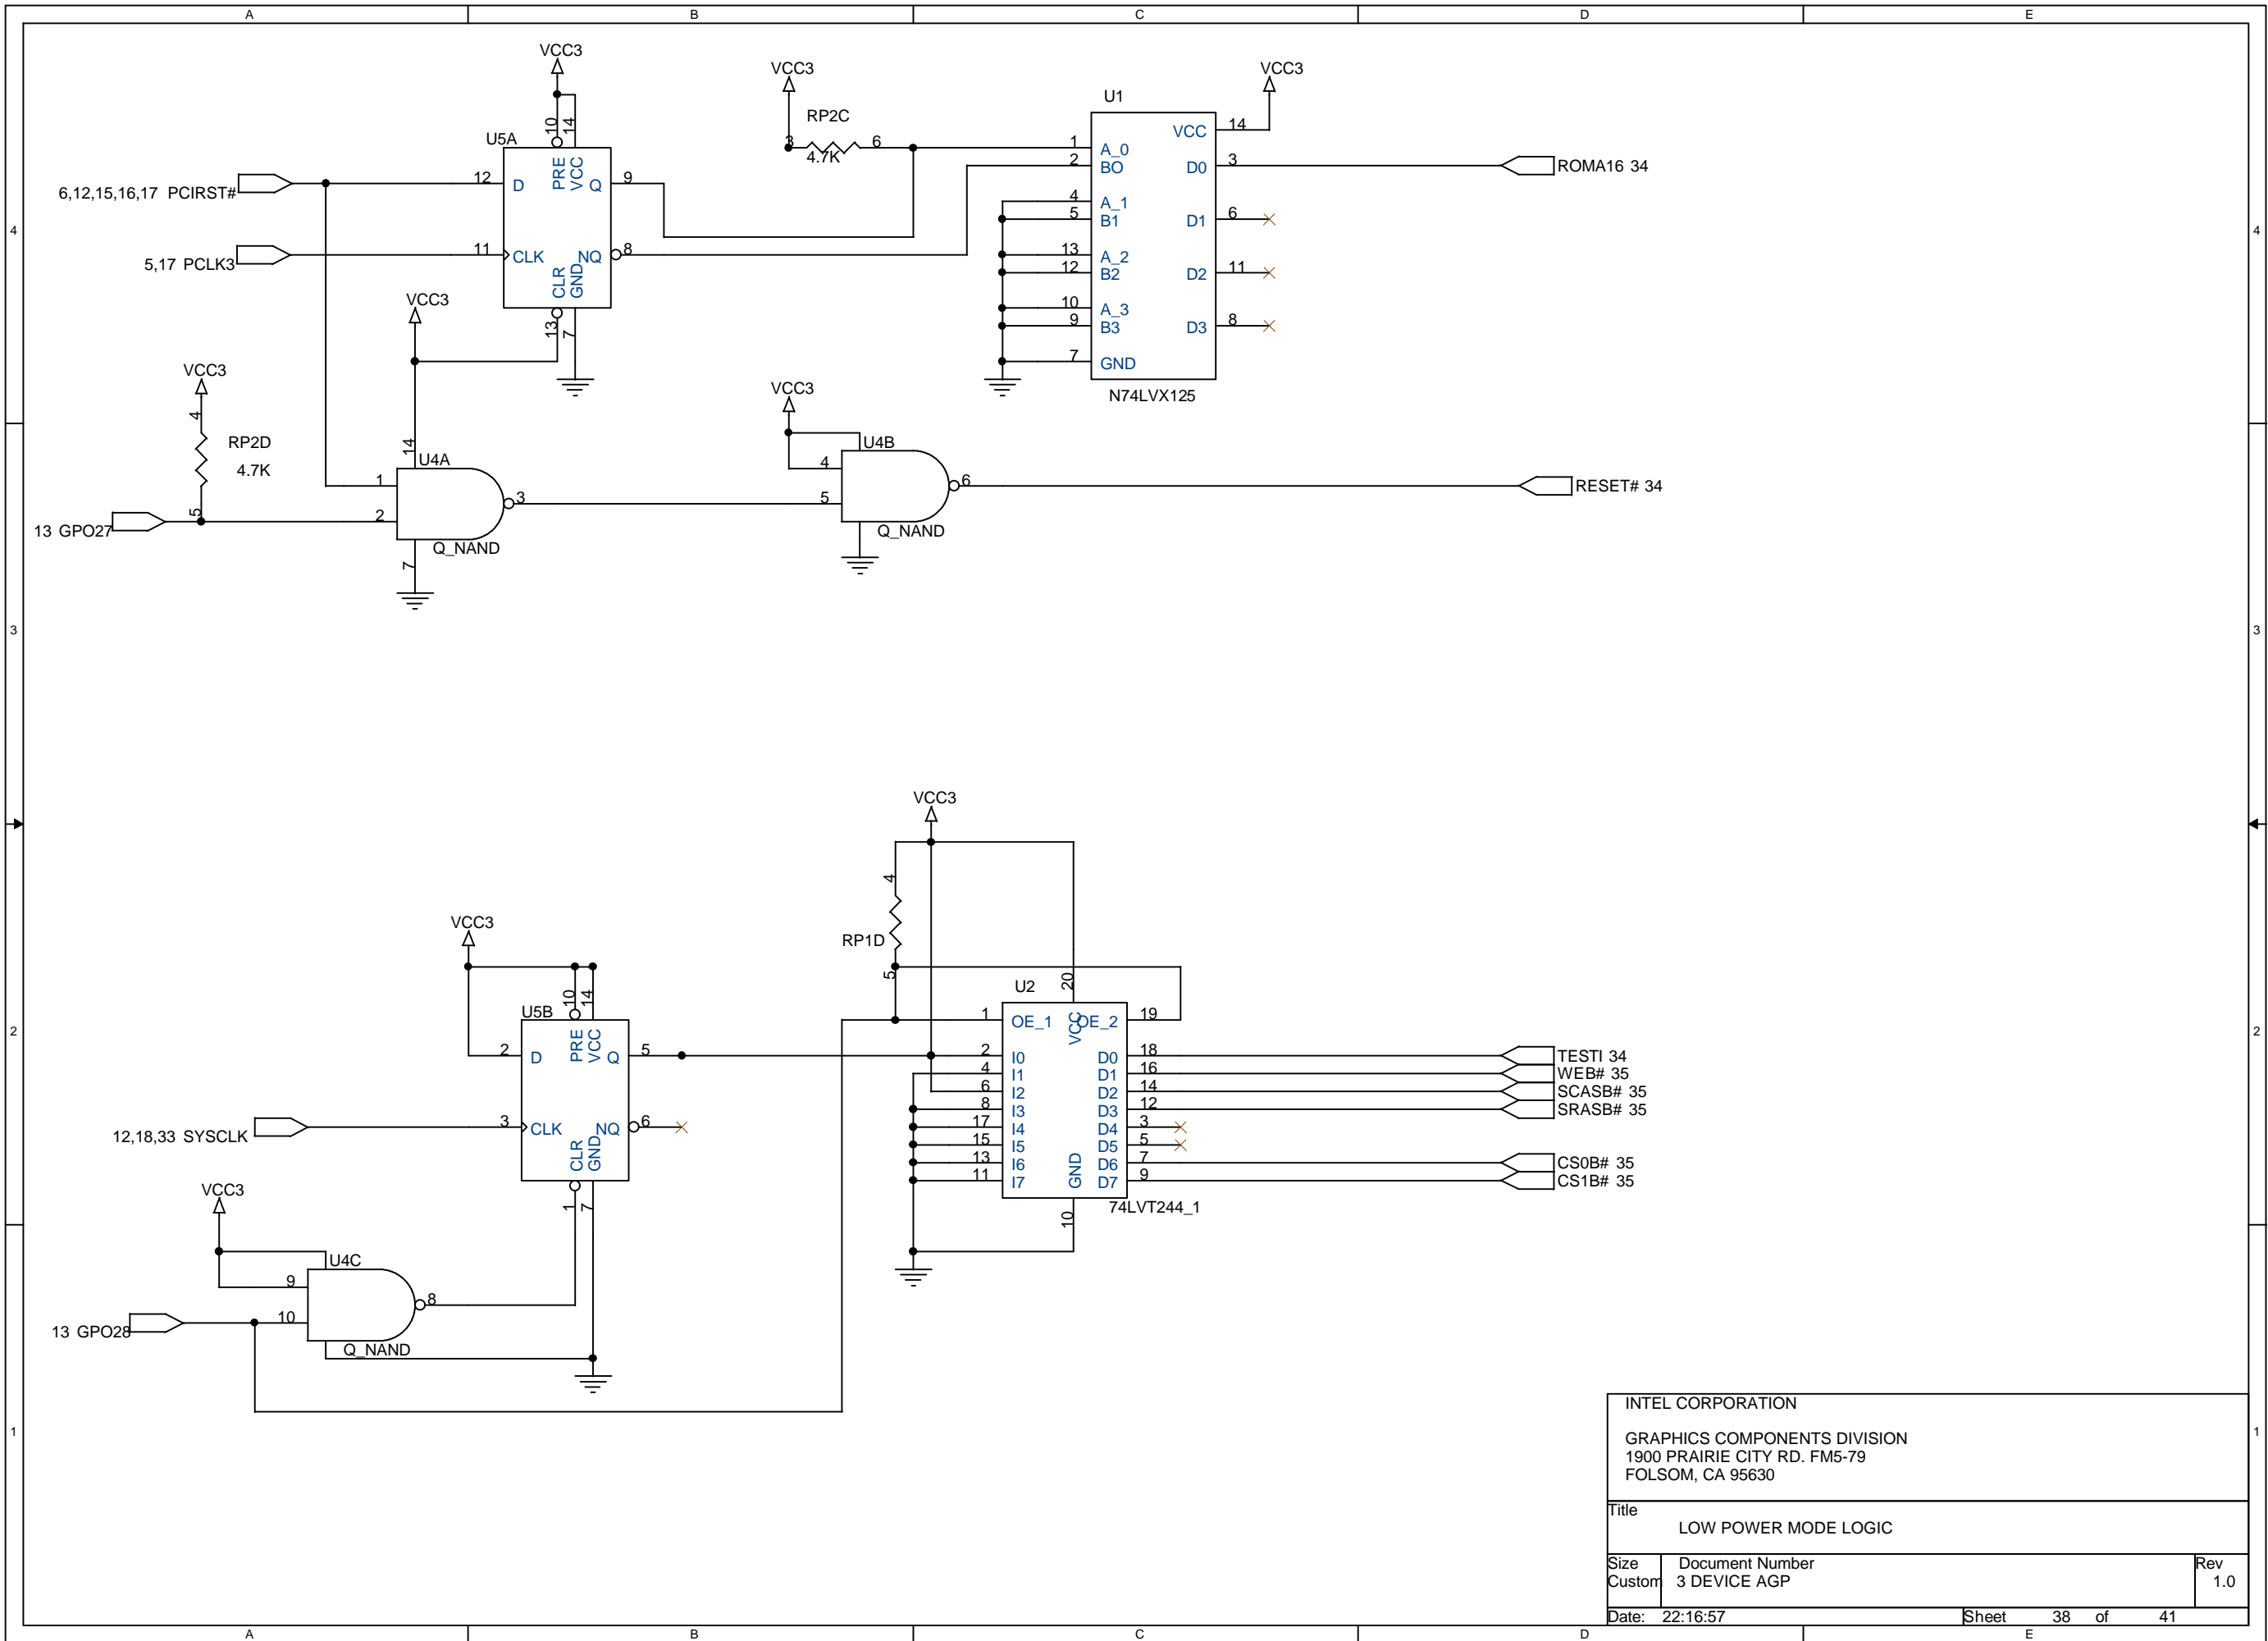 A B C D E
VCC3
VCC3
RP2C
3 6
4.7K
VCC3
U1
U5A
10 14
12 D PRE VCC Q 9
11 CLK NQ 8
CLR GND
13 7
6,12,15,16,17 PCIRST#
5,17 PCLK3
VCC 14
1 A_0
2 BO
D0 3
ROMA16 34
4 A_1
5 B1
D1 6
13 A_2
12 B2
D2 11
10 A_3
9 B3
D3 8
7 GND
N74LVX125
4 4
VCC3
VCC3
4
RP2D
4.7K
5
13 GPO27
14
U4A
1
2
3
Q_NAND
7
VCC3
U4B
4
5
6
Q_NAND
RESET# 34
3 3
VCC3
4
RP1D
5
VCC3
U5B
10 14
2 D PRE VCC Q 5
3 CLK NQ 6
CLR GND
1 7
12,18,33 SYSCLK
U2
20
1 OE_1 VCC OE_2 19
2 I0 D0 18
TESTI 34
4 I1 D1 16
WEB# 35
6 I2 D2 14
SCASB# 35
8 I3 D3 12
SRASB# 35
17 I4 D4 3
15 I5 D5 5
13 I6 GND D6 7
CS0B# 35
11 I7 D7 9
CS1B# 35
74LVT244_1
10
2 2
VCC3
U4C
9
10
8
Q_NAND
13 GPO28
1 1
INTEL CORPORATION
GRAPHICS COMPONENTS DIVISION
1900 PRAIRIE CITY RD. FM5-79
FOLSOM, CA 95630
Title
LOW POWER MODE LOGIC
Size Document Number Rev
Custom 3 DEVICE AGP 1.0
Date: 22:16:57 Sheet 38 of 41
A B C D E